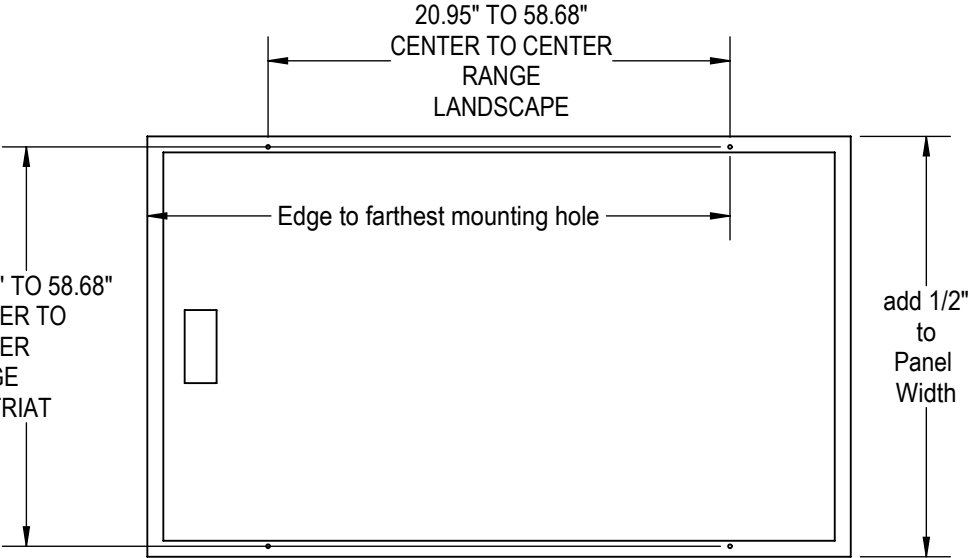 20.95" TO 58.68"
CENTER TO CENTER
RANGE
LANDSCAPE
Edge to farthest mounting hole
" TO 58.68"
ER TO
ER
GE
TRIAT
add 1/2"
to
Panel
Width